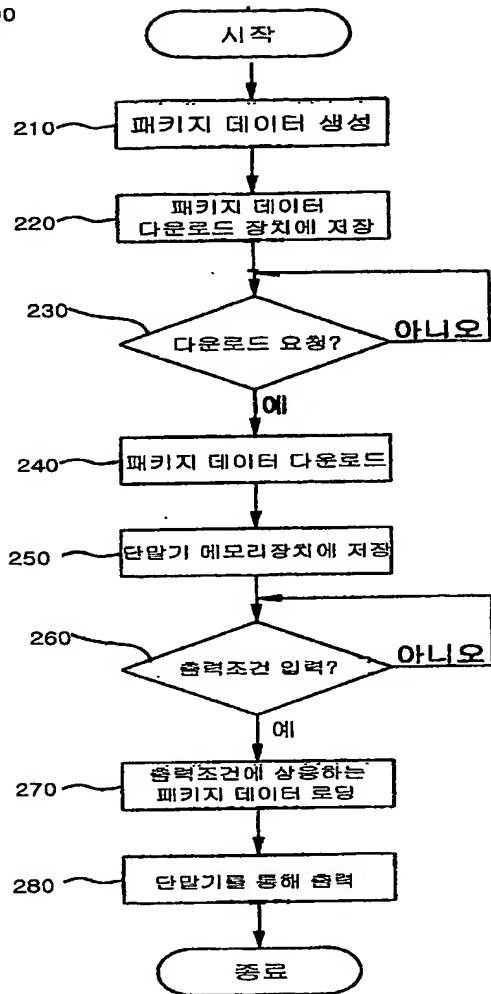 시작
210
패키지 데이터 생성
220
패키지 데이터
다운로드 장치에 저장
230
다운로드 요청?
아니오
예
240
패키지 데이터 다운로드
250
단말기 메모리장치에 저장
260
출력조건 입력?
아니오
예
270
출력조건에 상응하는
패키지 데이터 로딩
280
단말기를 통해 출력
종료